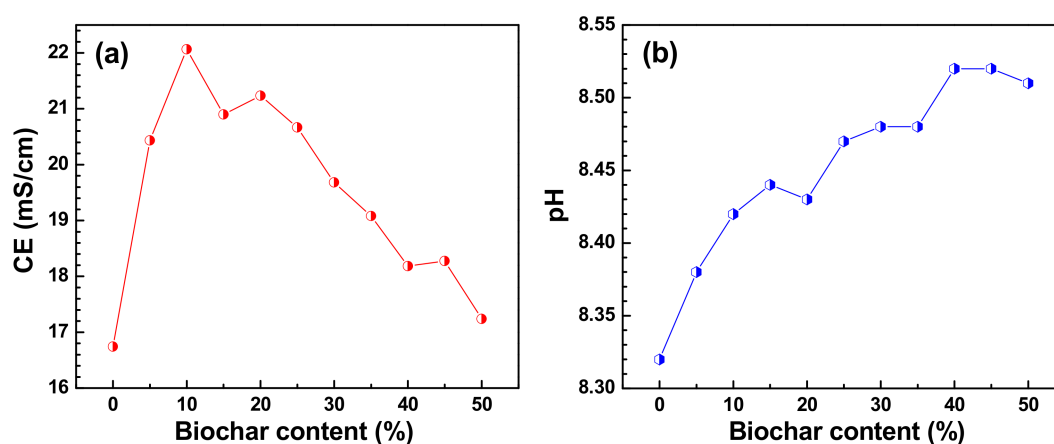 (a)
CE (mS/cm)
22
21
20
19
18
17
16
0 10 20 30 40 50
Biochar content (%)
(b)
pH
8.55
8.50
8.45
8.40
8.35
8.30
0 10 20 30 40 50
Biochar content (%)